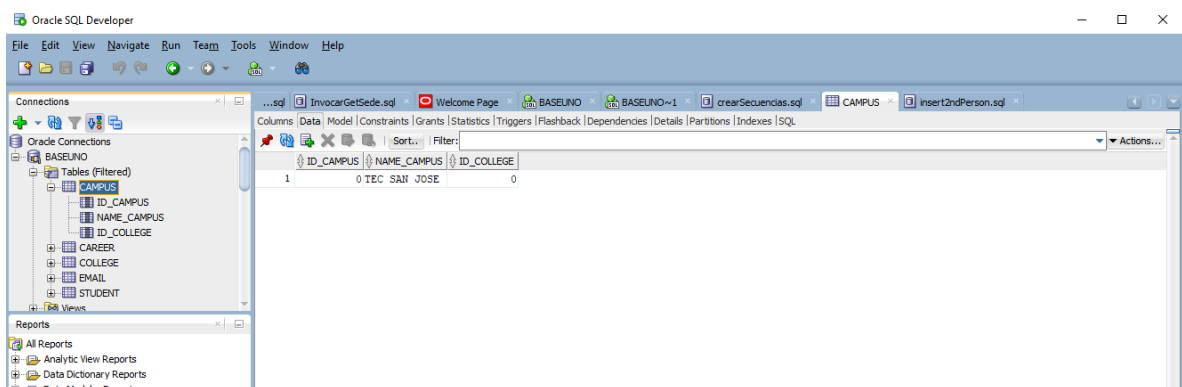 Oracle SQL Developer
File Edit View Navigate Run Team Tools Window Help
Connections
...sql InvocarGetSede.sql Welcome Page BASEUNO BASEUNO~1 crearSecuencias.sql CAMPUS insert2ndPerson.sql
Columns Data Model Constraints Grants Statistics Triggers Flashback Dependencies Details Partitions Indexes SQL
Sort.. Filter: Actions...
Oracle Connections
BASEUNO
Tables (Filtered)
CAMPUS
ID_CAMPUS
NAME_CAMPUS
ID_COLLEGE
CAREER
COLLEGE
EMAIL
STUDENT
Views
ID_CAMPUS NAME_CAMPUS ID_COLLEGE
1 0 TEC SAN JOSE 0
Reports
All Reports
Analytic View Reports
Data Dictionary Reports